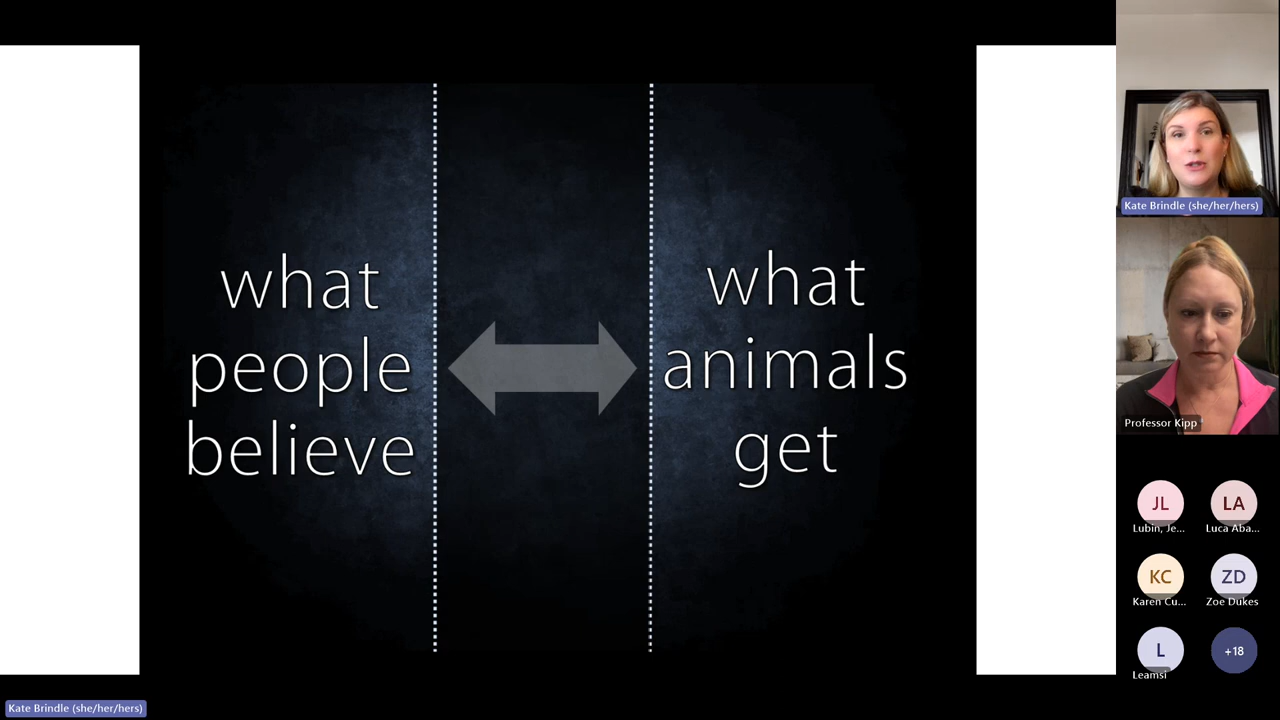 what
people
believe
what
animals
get
Kate Brindle (she/her/hers)
Professor Kipp
JL
LA
Lubin, Je...
Luca Aba...
KC
ZD
Karen Cu...
Zoe Dukes
L
+18
Leamsi
Kate Brindle (she/her/hers)